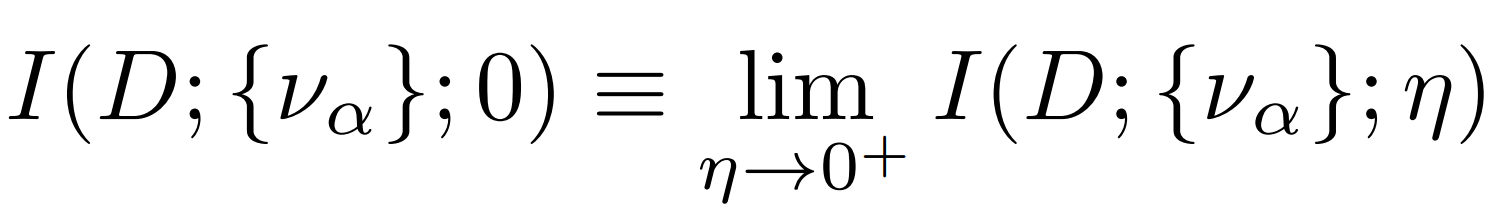 I(D; {ν_α}; 0) ≡ lim_{η→0⁺} I(D; {ν_α}; η)